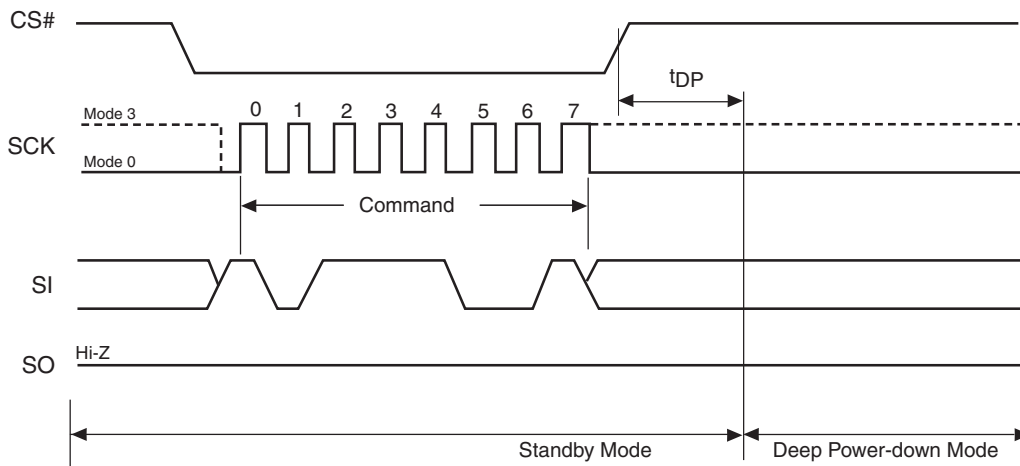 CS#
tDP
Mode 3
0 1 2 3 4 5 6 7
SCK
Mode 0
Command
SI
Hi-Z
SO
Standby Mode
Deep Power-down Mode